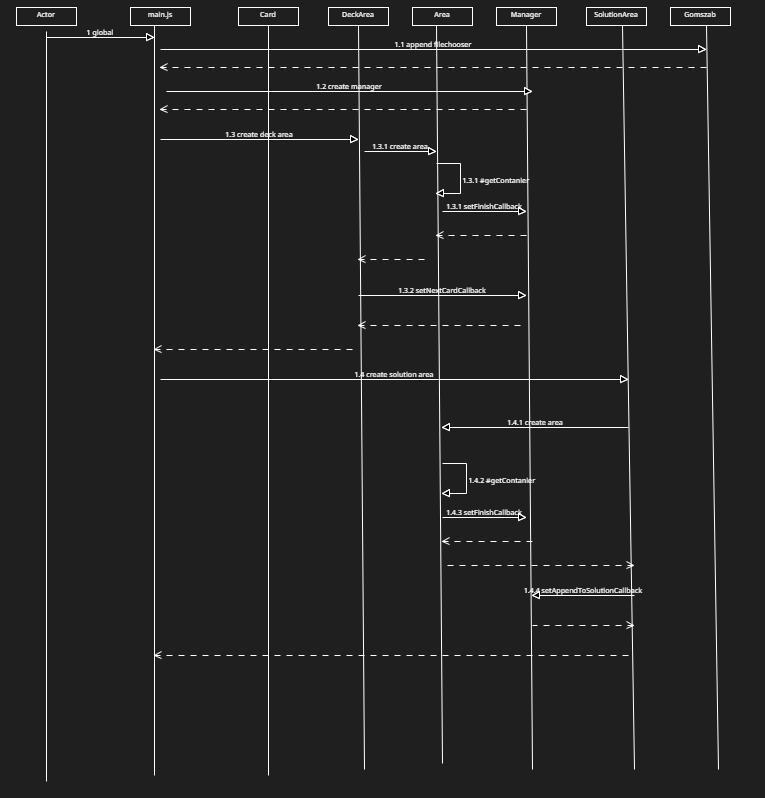 Actor
main.js
Card
DeckArea
Area
Manager
SolutionArea
Gomszab
1 global
1.1 append filechooser
1.2 create manager
1.3 create deck area
1.3.1 create area
1.3.1 #getContanier
1.3.1 setFinishCallback
1.3.2 setNextCardCallback
1.4 create solution area
1.4.1 create area
1.4.2 #getContanier
1.4.3 setFinishCallback
1.4.4 setAppendToSolutionCallback